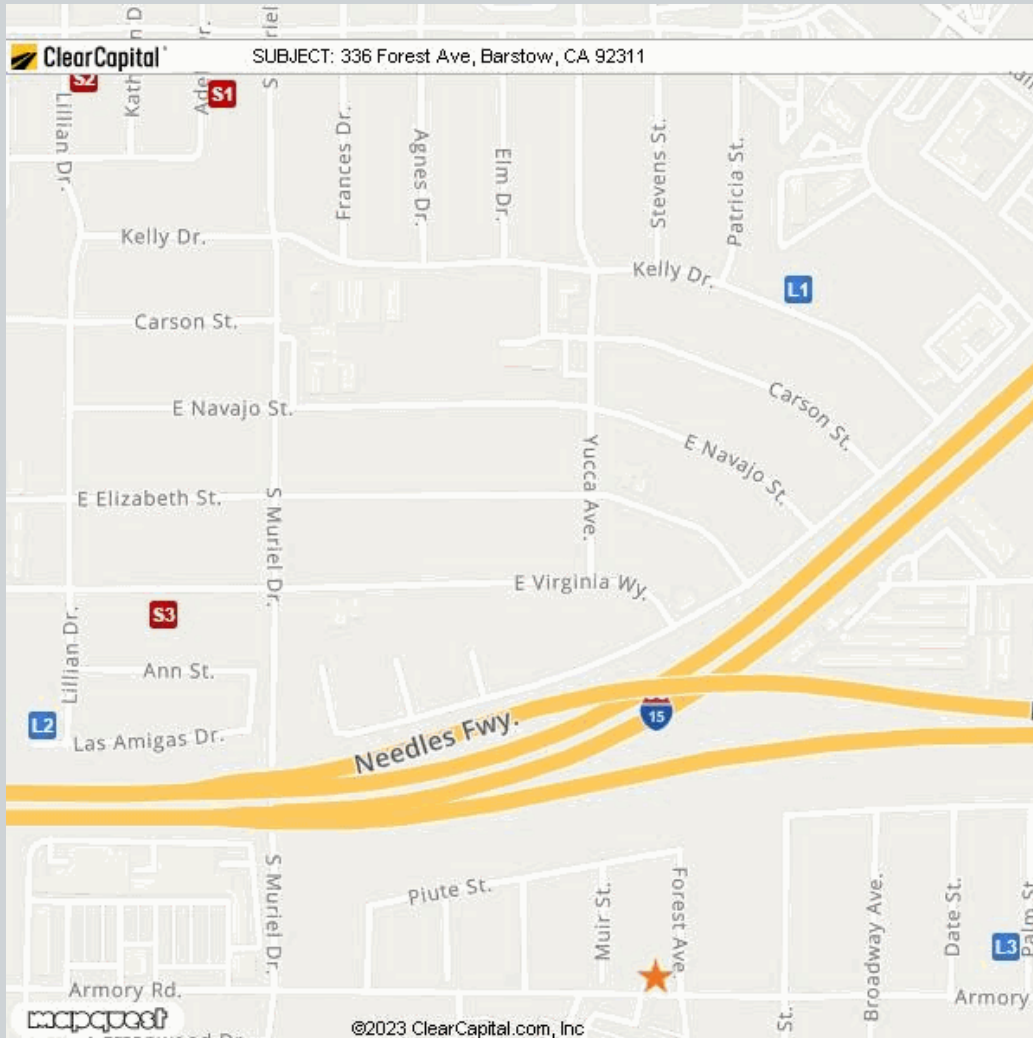 ClearCapital
SUBJECT: 336 Forest Ave, Barstow, CA 92311
S2
S1
Lillian Dr.
S Muriel
Frances Dr.
Agnes Dr.
Elm Dr.
Stevens St.
Patricia St.
Kelly Dr.
Kelly Dr.
L1
Carson St.
Carson St.
E Navajo St.
E Navajo St.
Yucca Ave.
E Elizabeth St.
S Muriel Dr.
E Virginia Wy.
S3
Lillian Dr.
Ann St.
L2
Las Amigas Dr.
Needles Fwy.
15
S Muriel Dr.
Piute St.
Muir St.
Forest Ave.
Broadway Ave.
Date St.
L3
Palm St
Armory Rd.
Armory
St.
mapquest
©2023 ClearCapital.com, Inc